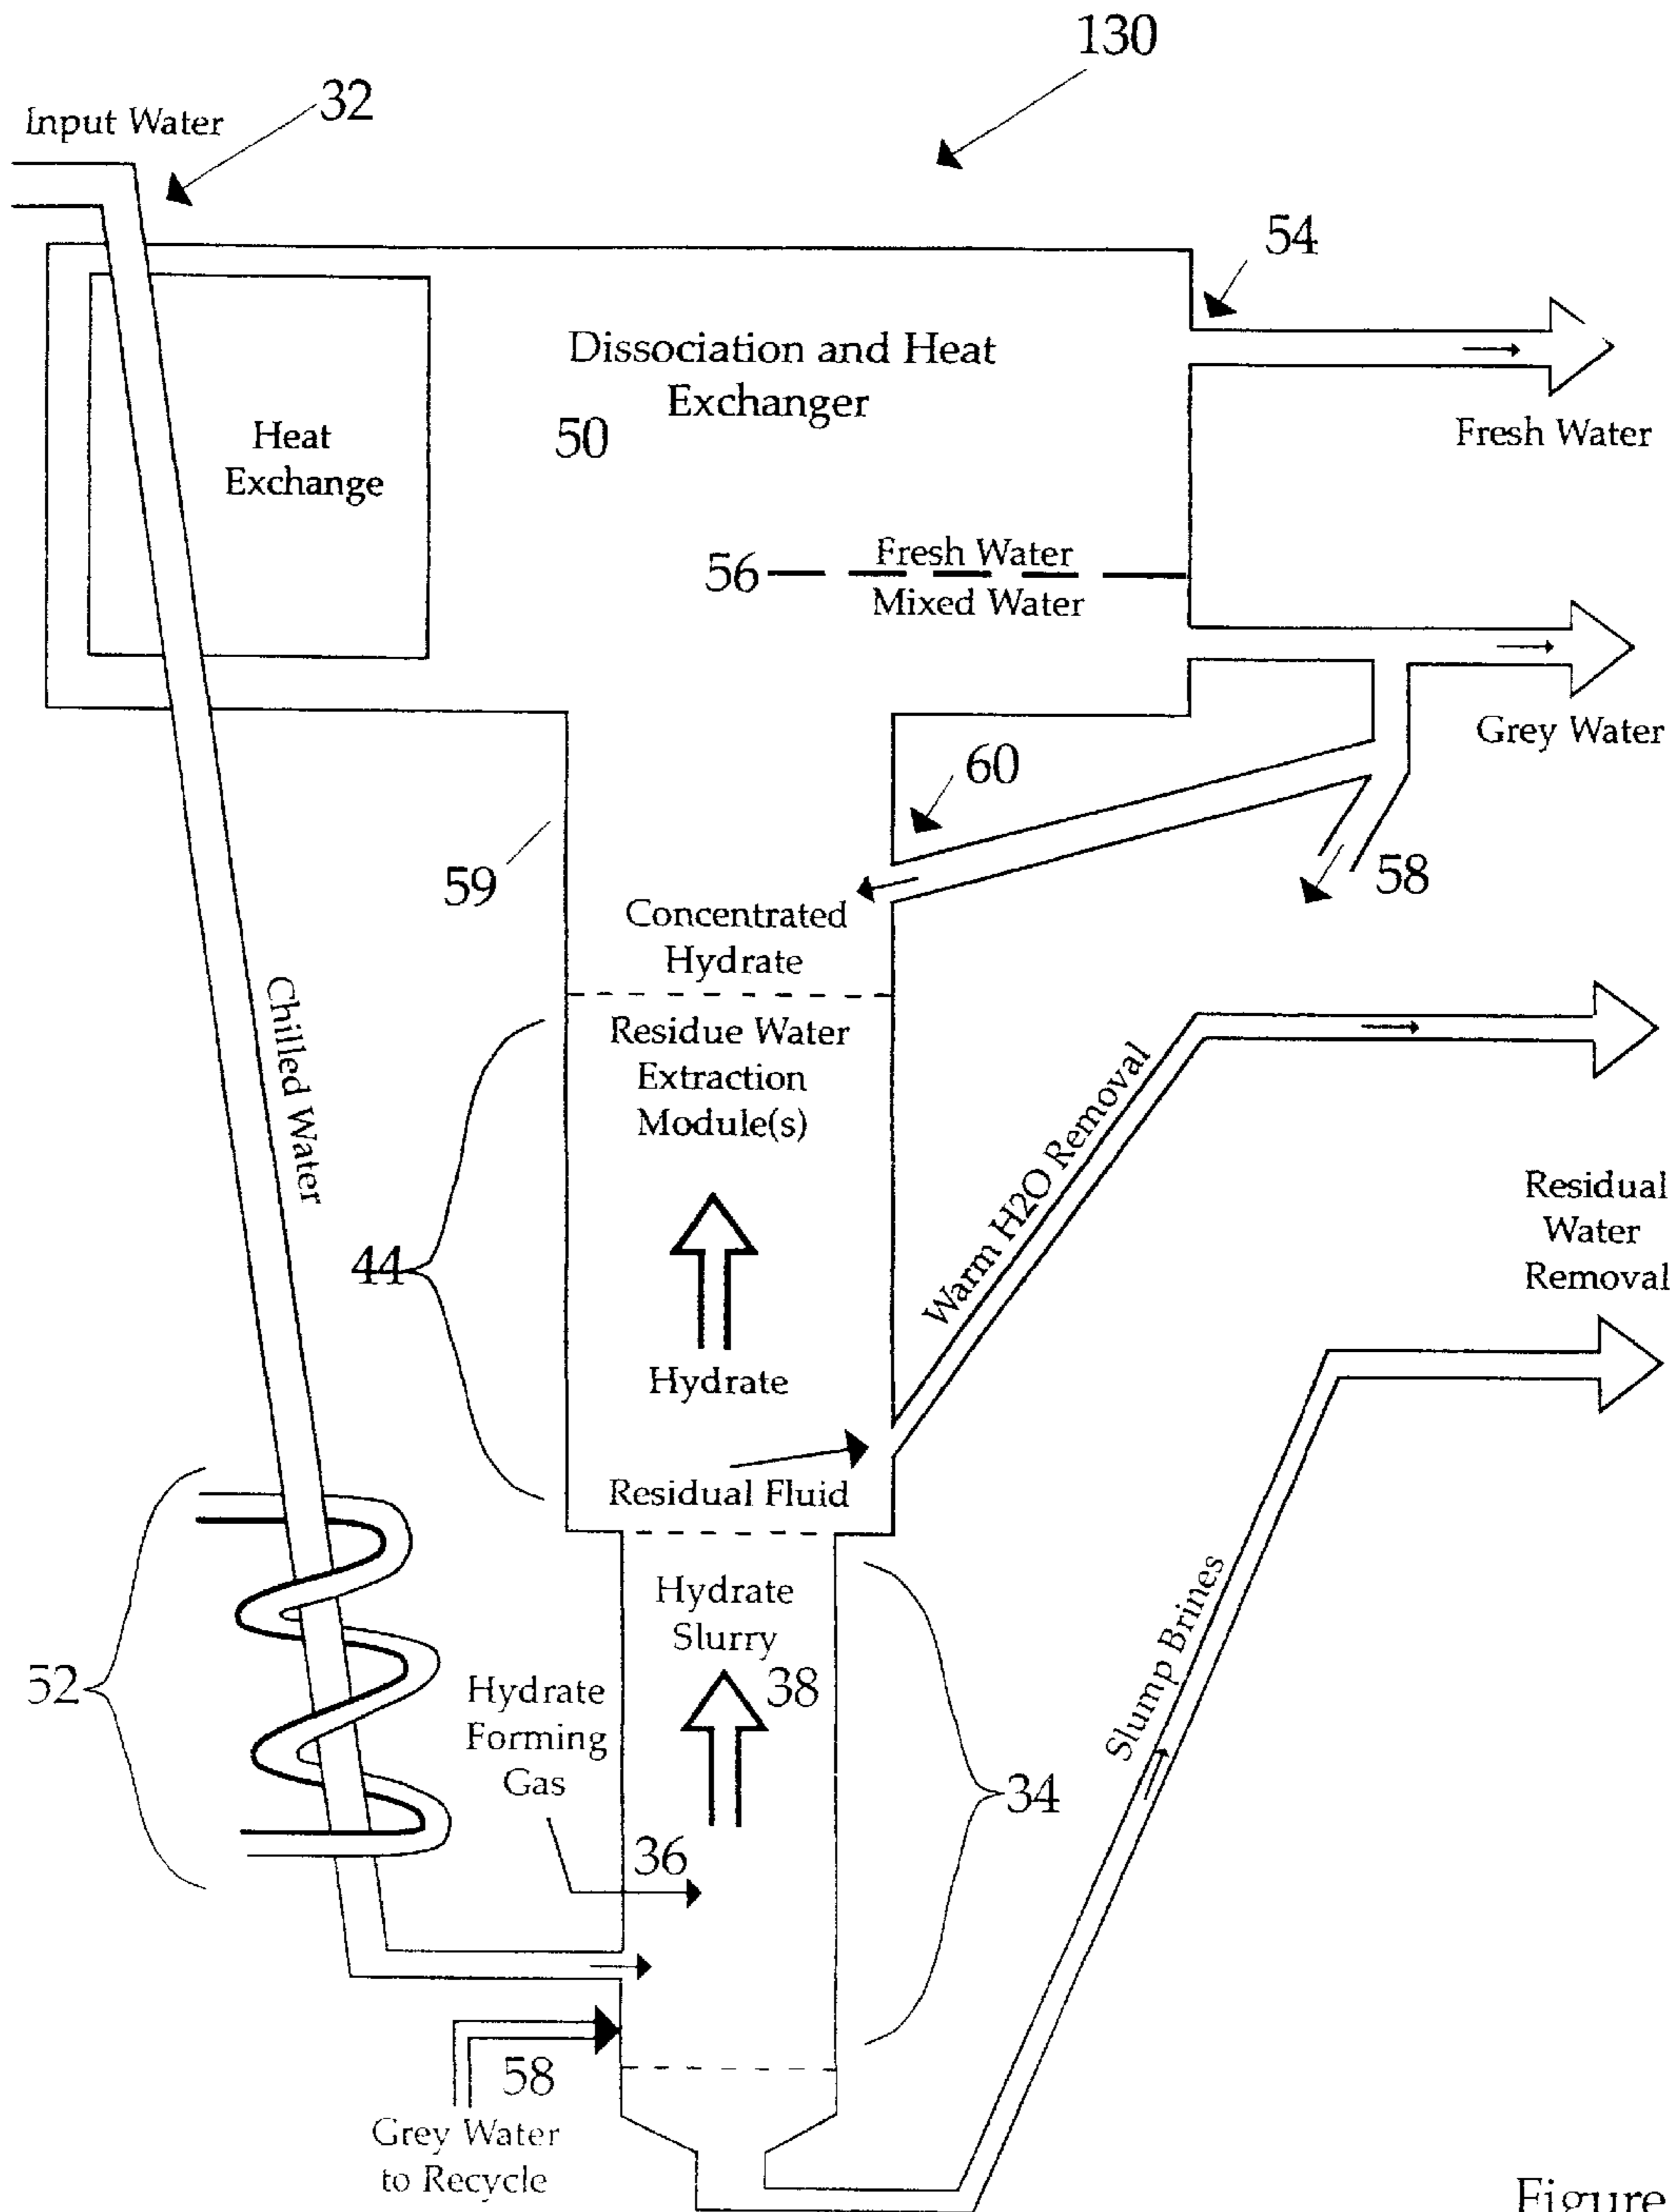 130
Input Water
32
54
Dissociation and Heat
Exchanger
50
Heat
Exchange
Fresh Water
56
Fresh Water
Mixed Water
Grey Water
60
59
58
Concentrated
Hydrate
Chilled Water
Residue Water
Extraction
Module(s)
44
Warm H2O Removal
Residual
Water
Removal
Hydrate
Residual Fluid
52
Hydrate
Slurry
38
Hydrate
Forming
Gas
34
Slump Brines
36
58
Grey Water
to Recycle
Figure